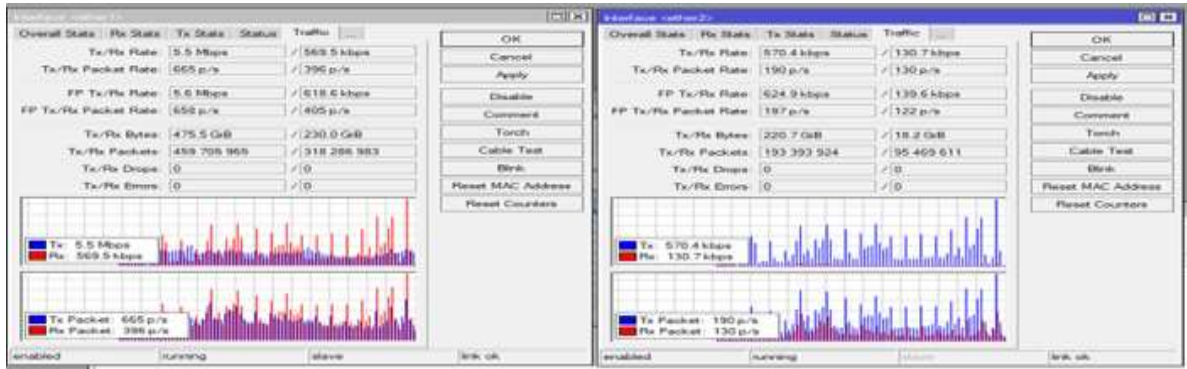 Interface <ether1>
Overall Stats Rx Stats Tx Stats Status Traffic ...
Tx/Rx Rate: 5.5 Mbps / 569.5 kbps
Tx/Rx Packet Rate: 665 p/s / 396 p/s
FP Tx/Rx Rate: 5.6 Mbps / 618.6 kbps
FP Tx/Rx Packet Rate: 658 p/s / 405 p/s
Tx/Rx Bytes: 475.5 GiB / 230.0 GiB
Tx/Rx Packets: 459 705 965 / 318 286 983
Tx/Rx Drops: 0 / 0
Tx/Rx Errors: 0 / 0
OK
Cancel
Apply
Disable
Comment
Torch
Cable Test
Blink
Reset MAC Address
Reset Counters
Tx: 5.5 Mbps
Rx: 569.5 kbps
Tx Packet: 665 p/s
Rx Packet: 396 p/s
enabled running slave link ok
Interface <ether2>
Overall Stats Rx Stats Tx Stats Status Traffic ...
Tx/Rx Rate: 570.4 kbps / 130.7 kbps
Tx/Rx Packet Rate: 190 p/s / 130 p/s
FP Tx/Rx Rate: 624.9 kbps / 139.6 kbps
FP Tx/Rx Packet Rate: 197 p/s / 122 p/s
Tx/Rx Bytes: 220.7 GiB / 18.2 GiB
Tx/Rx Packets: 193 393 924 / 95 469 611
Tx/Rx Drops: 0 / 0
Tx/Rx Errors: 0 / 0
OK
Cancel
Apply
Disable
Comment
Torch
Cable Test
Blink
Reset MAC Address
Reset Counters
Tx: 570.4 kbps
Rx: 130.7 kbps
Tx Packet: 190 p/s
Rx Packet: 130 p/s
enabled running slave link ok